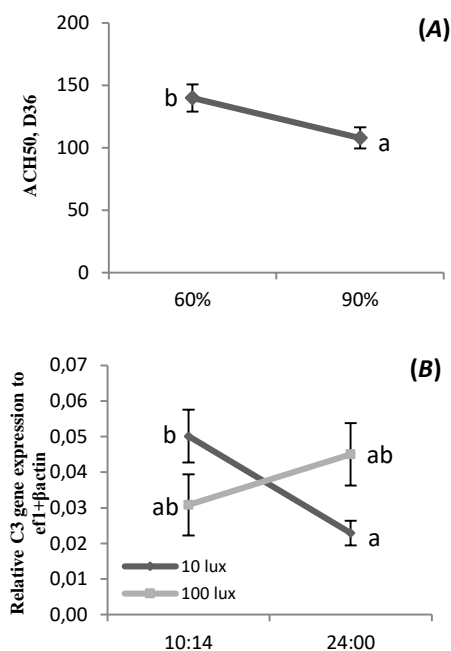 (A)
200
150
100
50
0
ACH50, D36
b
a
60%
90%
(B)
0,07
0,06
0,05
0,04
0,03
0,02
0,01
0,00
Relative C3 gene expression to
ef1+βactin
b
ab
ab
a
10 lux
100 lux
10:14
24:00